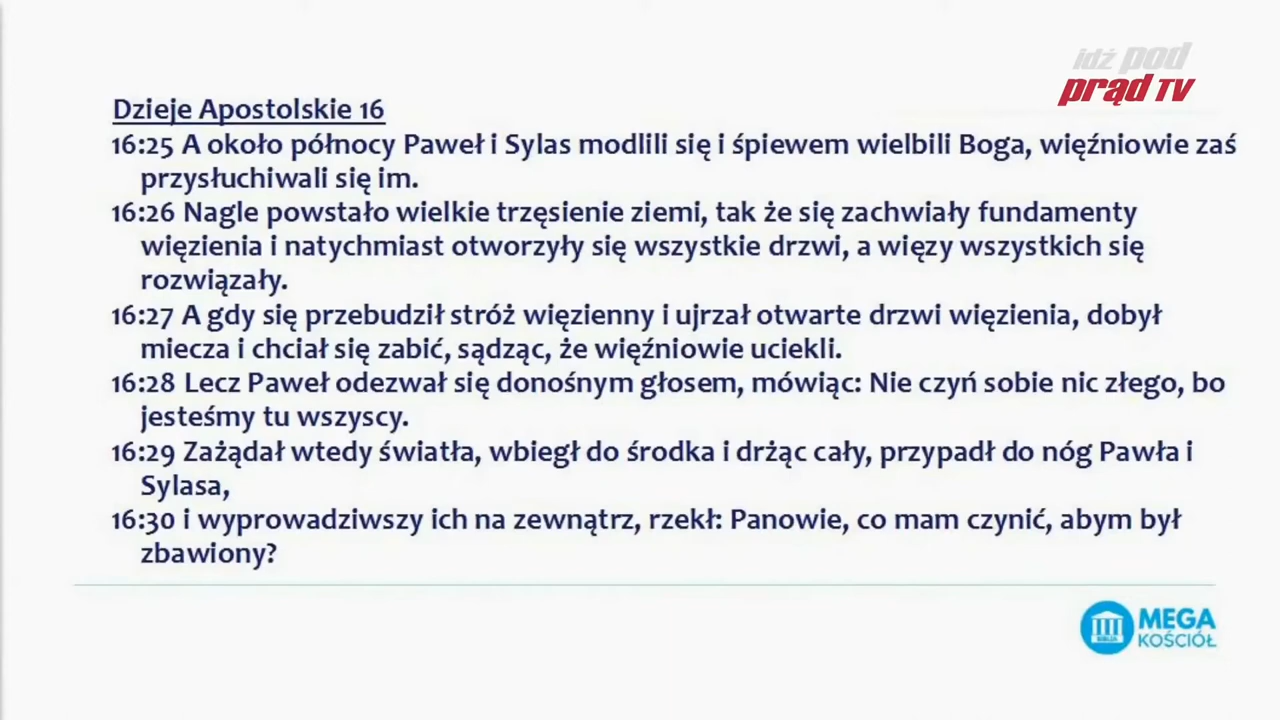 idź pod
prąd TV
Dzieje Apostolskie 16
16:25 A około północy Paweł i Sylas modlili się i śpiewem wielbili Boga, więźniowie zaś
przysłuchiwali się im.
16:26 Nagle powstało wielkie trzęsienie ziemi, tak że się zachwiały fundamenty
więzienia i natychmiast otworzyły się wszystkie drzwi, a więzy wszystkich się
rozwiązały.
16:27 A gdy się przebudził stróż więzienny i ujrzał otwarte drzwi więzienia, dobył
miecza i chciał się zabić, sądząc, że więźniowie uciekli.
16:28 Lecz Paweł odezwał się donośnym głosem, mówiąc: Nie czyń sobie nic złego, bo
jesteśmy tu wszyscy.
16:29 Zażądał wtedy światła, wbiegł do środka i drżąc cały, przypadł do nóg Pawła i
Sylasa,
16:30 i wyprowadziwszy ich na zewnątrz, rzekł: Panowie, co mam czynić, abym był
zbawiony?
MEGA
KOŚCIÓŁ
BIBLIA